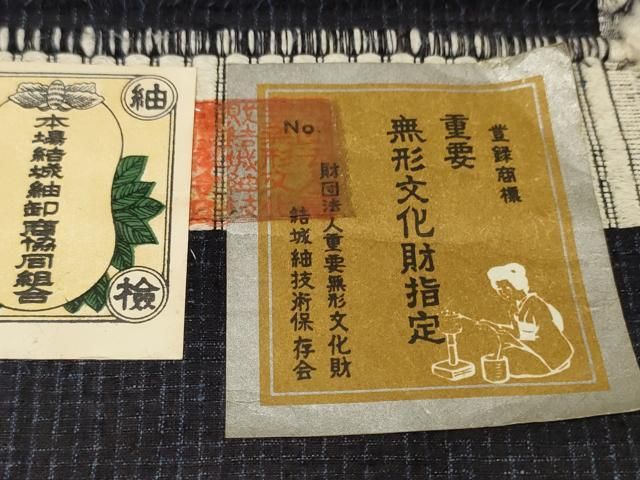 登録商標
重要
無形文化財指定
No.
財団法人重要無形文化財
結城紬技術保存会
紬
本場結城紬卸商協同組合
検